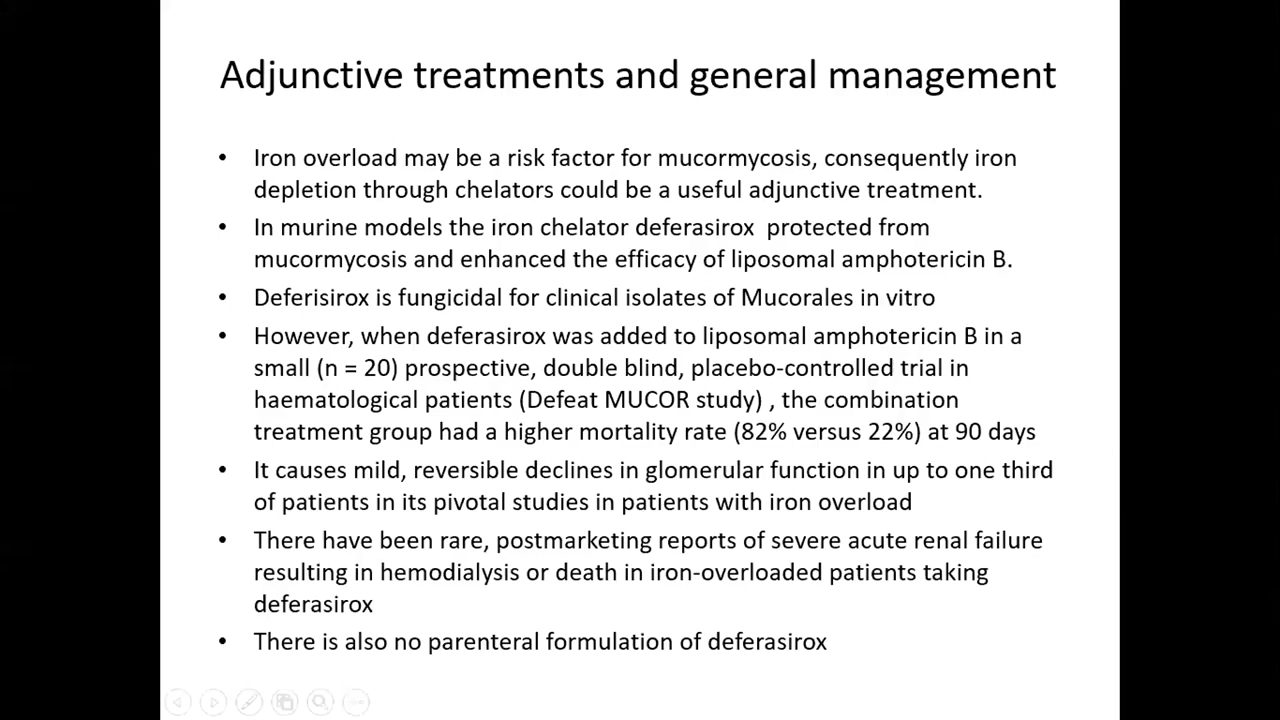 Adjunctive treatments and general management
• Iron overload may be a risk factor for mucormycosis, consequently iron
depletion through chelators could be a useful adjunctive treatment.
• In murine models the iron chelator deferasirox  protected from
mucormycosis and enhanced the efficacy of liposomal amphotericin B.
• Deferisirox is fungicidal for clinical isolates of Mucorales in vitro
• However, when deferasirox was added to liposomal amphotericin B in a
small (n = 20) prospective, double blind, placebo-controlled trial in
haematological patients (Defeat MUCOR study) , the combination
treatment group had a higher mortality rate (82% versus 22%) at 90 days
• It causes mild, reversible declines in glomerular function in up to one third
of patients in its pivotal studies in patients with iron overload
• There have been rare, postmarketing reports of severe acute renal failure
resulting in hemodialysis or death in iron-overloaded patients taking
deferasirox
• There is also no parenteral formulation of deferasirox